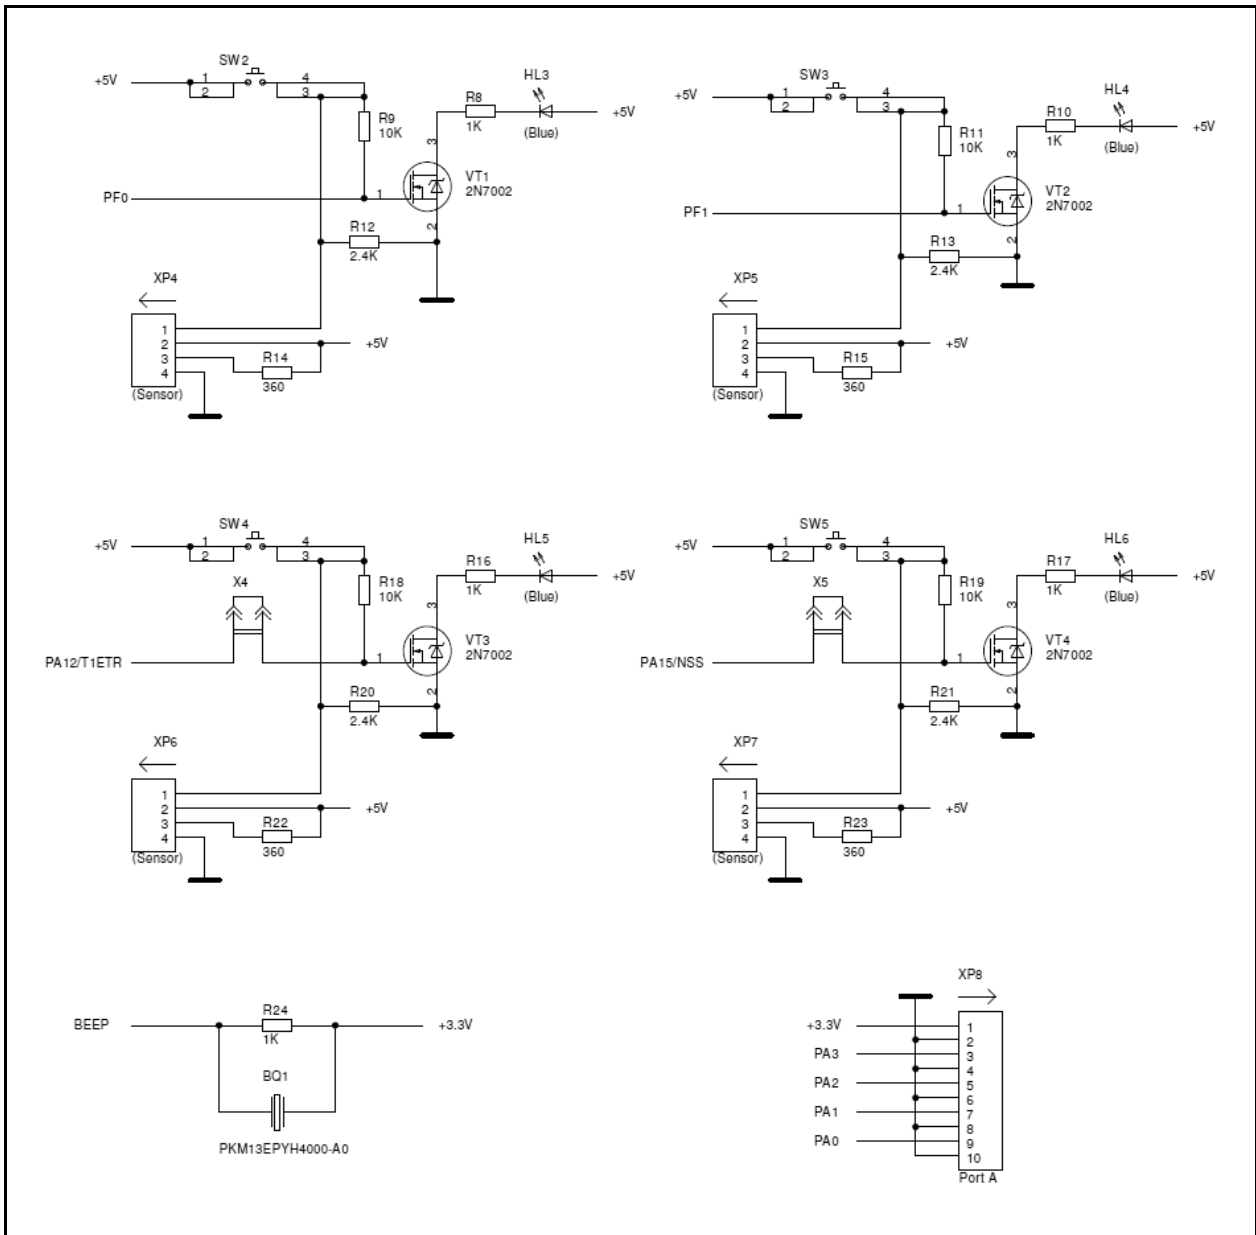 SW2
+5V
1
2
4
3
R9
10K
R8
1K
HL3
(Blue)
+5V
3
VT1
2N7002
PF0
1
2
R12
2.4K
XP4
1
2
3
4
(Sensor)
+5V
R14
360
SW3
+5V
1
2
4
3
R11
10K
R10
1K
HL4
(Blue)
+5V
3
VT2
2N7002
PF1
1
2
R13
2.4K
XP5
1
2
3
4
(Sensor)
+5V
R15
360
SW4
+5V
1
2
4
3
X4
R18
10K
R16
1K
HL5
(Blue)
+5V
3
VT3
2N7002
PA12/T1ETR
1
2
R20
2.4K
XP6
1
2
3
4
(Sensor)
+5V
R22
360
SW5
+5V
1
2
4
3
X5
R19
10K
R17
1K
HL6
(Blue)
+5V
3
VT4
2N7002
PA15/NSS
1
2
R21
2.4K
XP7
1
2
3
4
(Sensor)
+5V
R23
360
BEEP
R24
1K
+3.3V
BQ1
PKM13EPYH4000-A0
XP8
+3.3V
PA3
PA2
PA1
PA0
1
2
3
4
5
6
7
8
9
10
Port A